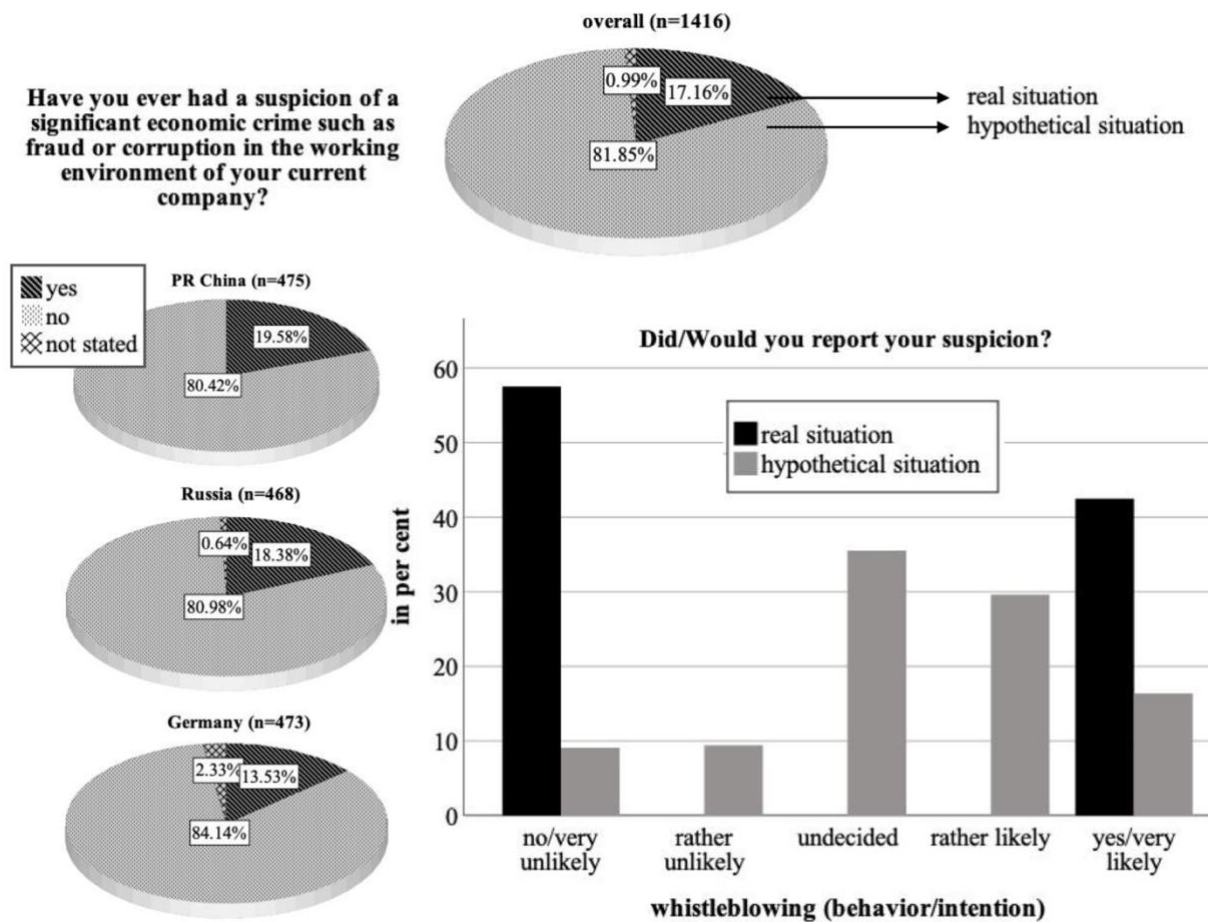 overall (n=1416)
0.99%
17.16%
81.85%
real situation
hypothetical situation
Have you ever had a suspicion of a
significant economic crime such as
fraud or corruption in the working
environment of your current
company?
yes
no
not stated
PR China (n=475)
19.58%
80.42%
Russia (n=468)
0.64%
18.38%
80.98%
Germany (n=473)
2.33%
13.53%
84.14%
Did/Would you report your suspicion?
real situation
hypothetical situation
in per cent
60
50
40
30
20
10
0
no/very
unlikely
rather
unlikely
undecided
rather likely
yes/very
likely
whistleblowing (behavior/intention)